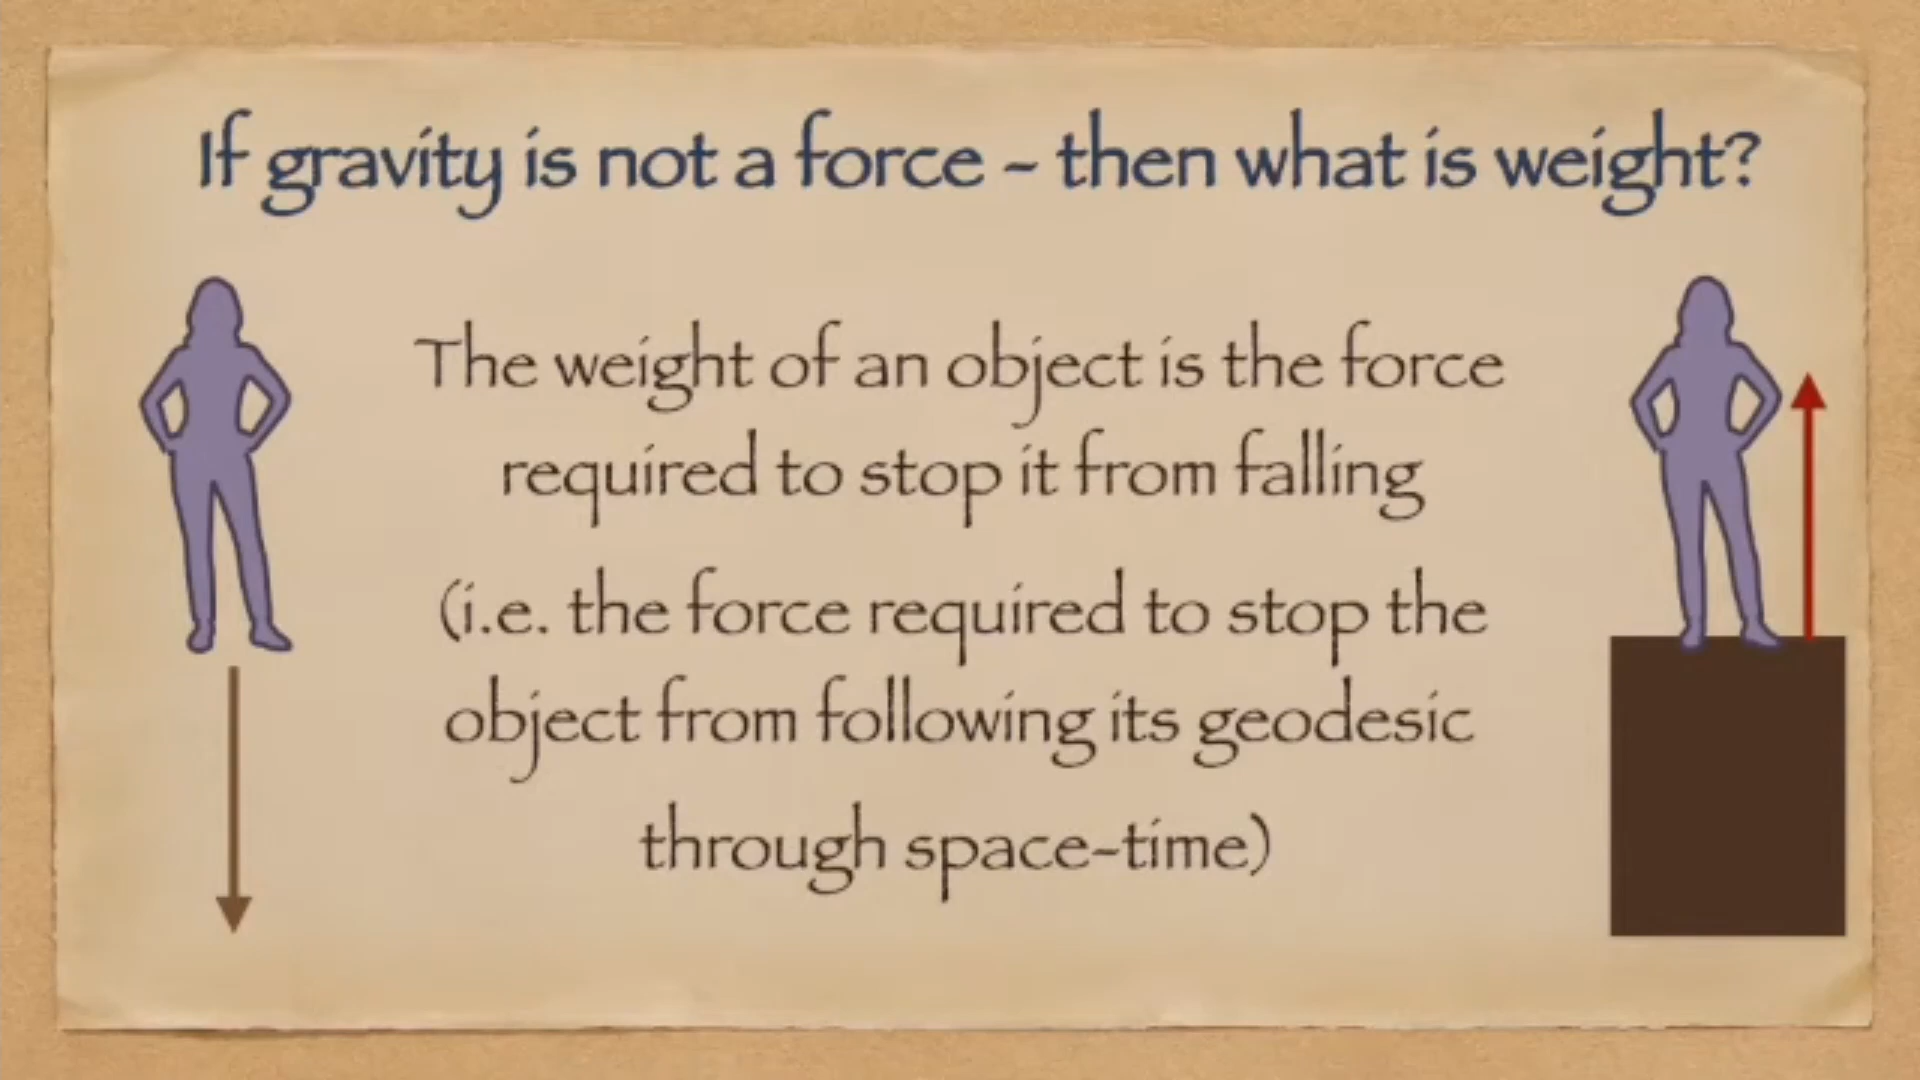 If gravity is not a force - then what is weight?
The weight of an object is the force
required to stop it from falling
(i.e. the force required to stop the
object from following its geodesic
through space-time)